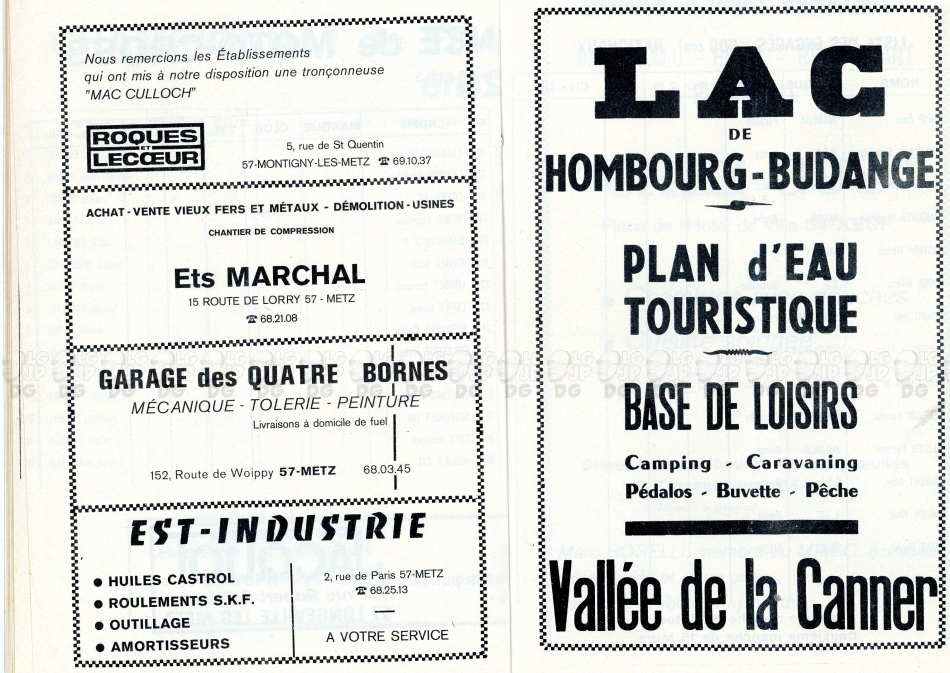 Nous remercions les Établissements
qui ont mis à notre disposition une tronçonneuse
"MAC CULLOCH"
ROQUES
ET
LECŒUR
5, rue de St Quentin
57-MONTIGNY-LES-METZ ☎ 69.10.37
ACHAT-VENTE VIEUX FERS ET MÉTAUX - DÉMOLITION-USINES
CHANTIER DE COMPRESSION
Ets MARCHAL
15 ROUTE DE LORRY 57 - METZ
☎ 68.21.08
GARAGE des QUATRE BORNES
MÉCANIQUE - TOLERIE - PEINTURE
Livraisons à domicile de fuel
152, Route de Woippy 57-METZ
68.03.45
EST-INDUSTRIE
● HUILES CASTROL
● ROULEMENTS S.K.F.
● OUTILLAGE
● AMORTISSEURS
2, rue de Paris 57-METZ
☎ 68.25.13
A VOTRE SERVICE
LAC
DE
HOMBOURG-BUDANGE
PLAN d'EAU
TOURISTIQUE
BASE DE LOISIRS
Camping - Caravaning
Pédalos - Buvette - Pêche
Vallée de la Canner